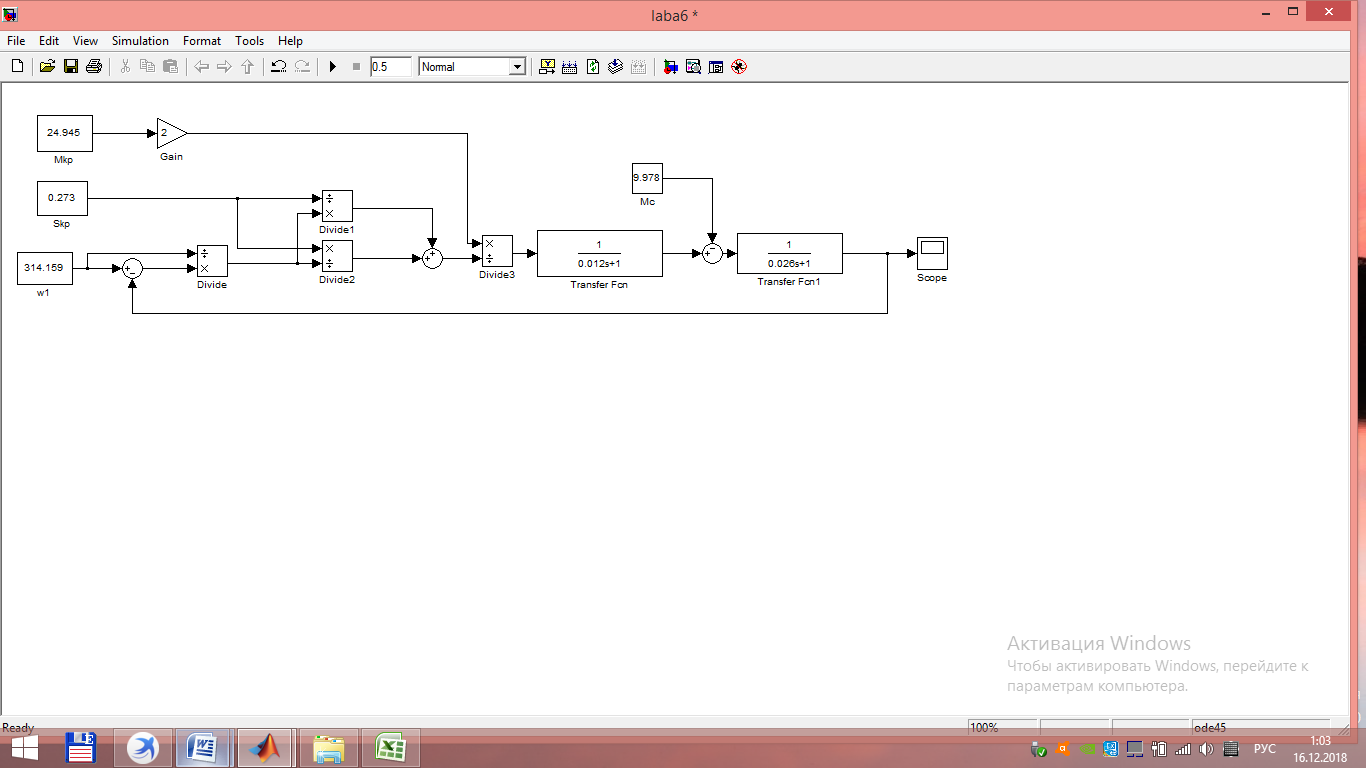 laba6 *
File Edit View Simulation Format Tools Help
0.5 Normal
24.945
Mkp
2
Gain
0.273
Skp
314.159
w1
÷
×
Divide
÷
×
Divide1
×
÷
Divide2
×
÷
Divide3
1
0.012s+1
Transfer Fcn
9.978
Mc
1
0.026s+1
Transfer Fcn1
Scope
Активация Windows
Чтобы активировать Windows, перейдите к
параметрам компьютера.
Ready 100% ode45
РУС
1:03
16.12.2018